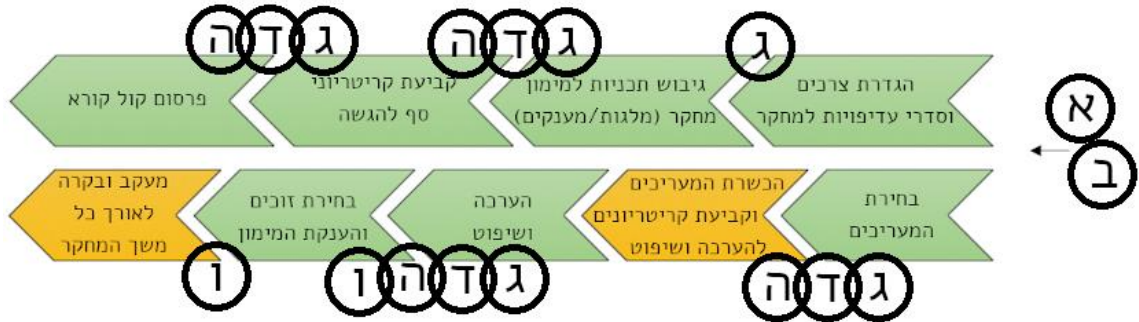 ג
ד
ה
ג
ד
ה
ג
הגדרת צרכים
וסדרי עדיפויות למחקר
גיבוש תכניות למימון
מחקר (מלגות/מענקים)
קביעת קריטריוני
סף להגשה
פרסום קול קורא
א
ב
בחירת
המעריכים
הכשרת המעריכים
וקביעת קריטריונים
להערכה ושיפוט
הערכה
ושיפוט
בחירת זוכים
והענקת המימון
מעקב ובקרה
לאורך כל
משך המחקר
ג
ד
ה
ג
ד
ה
ו
ו